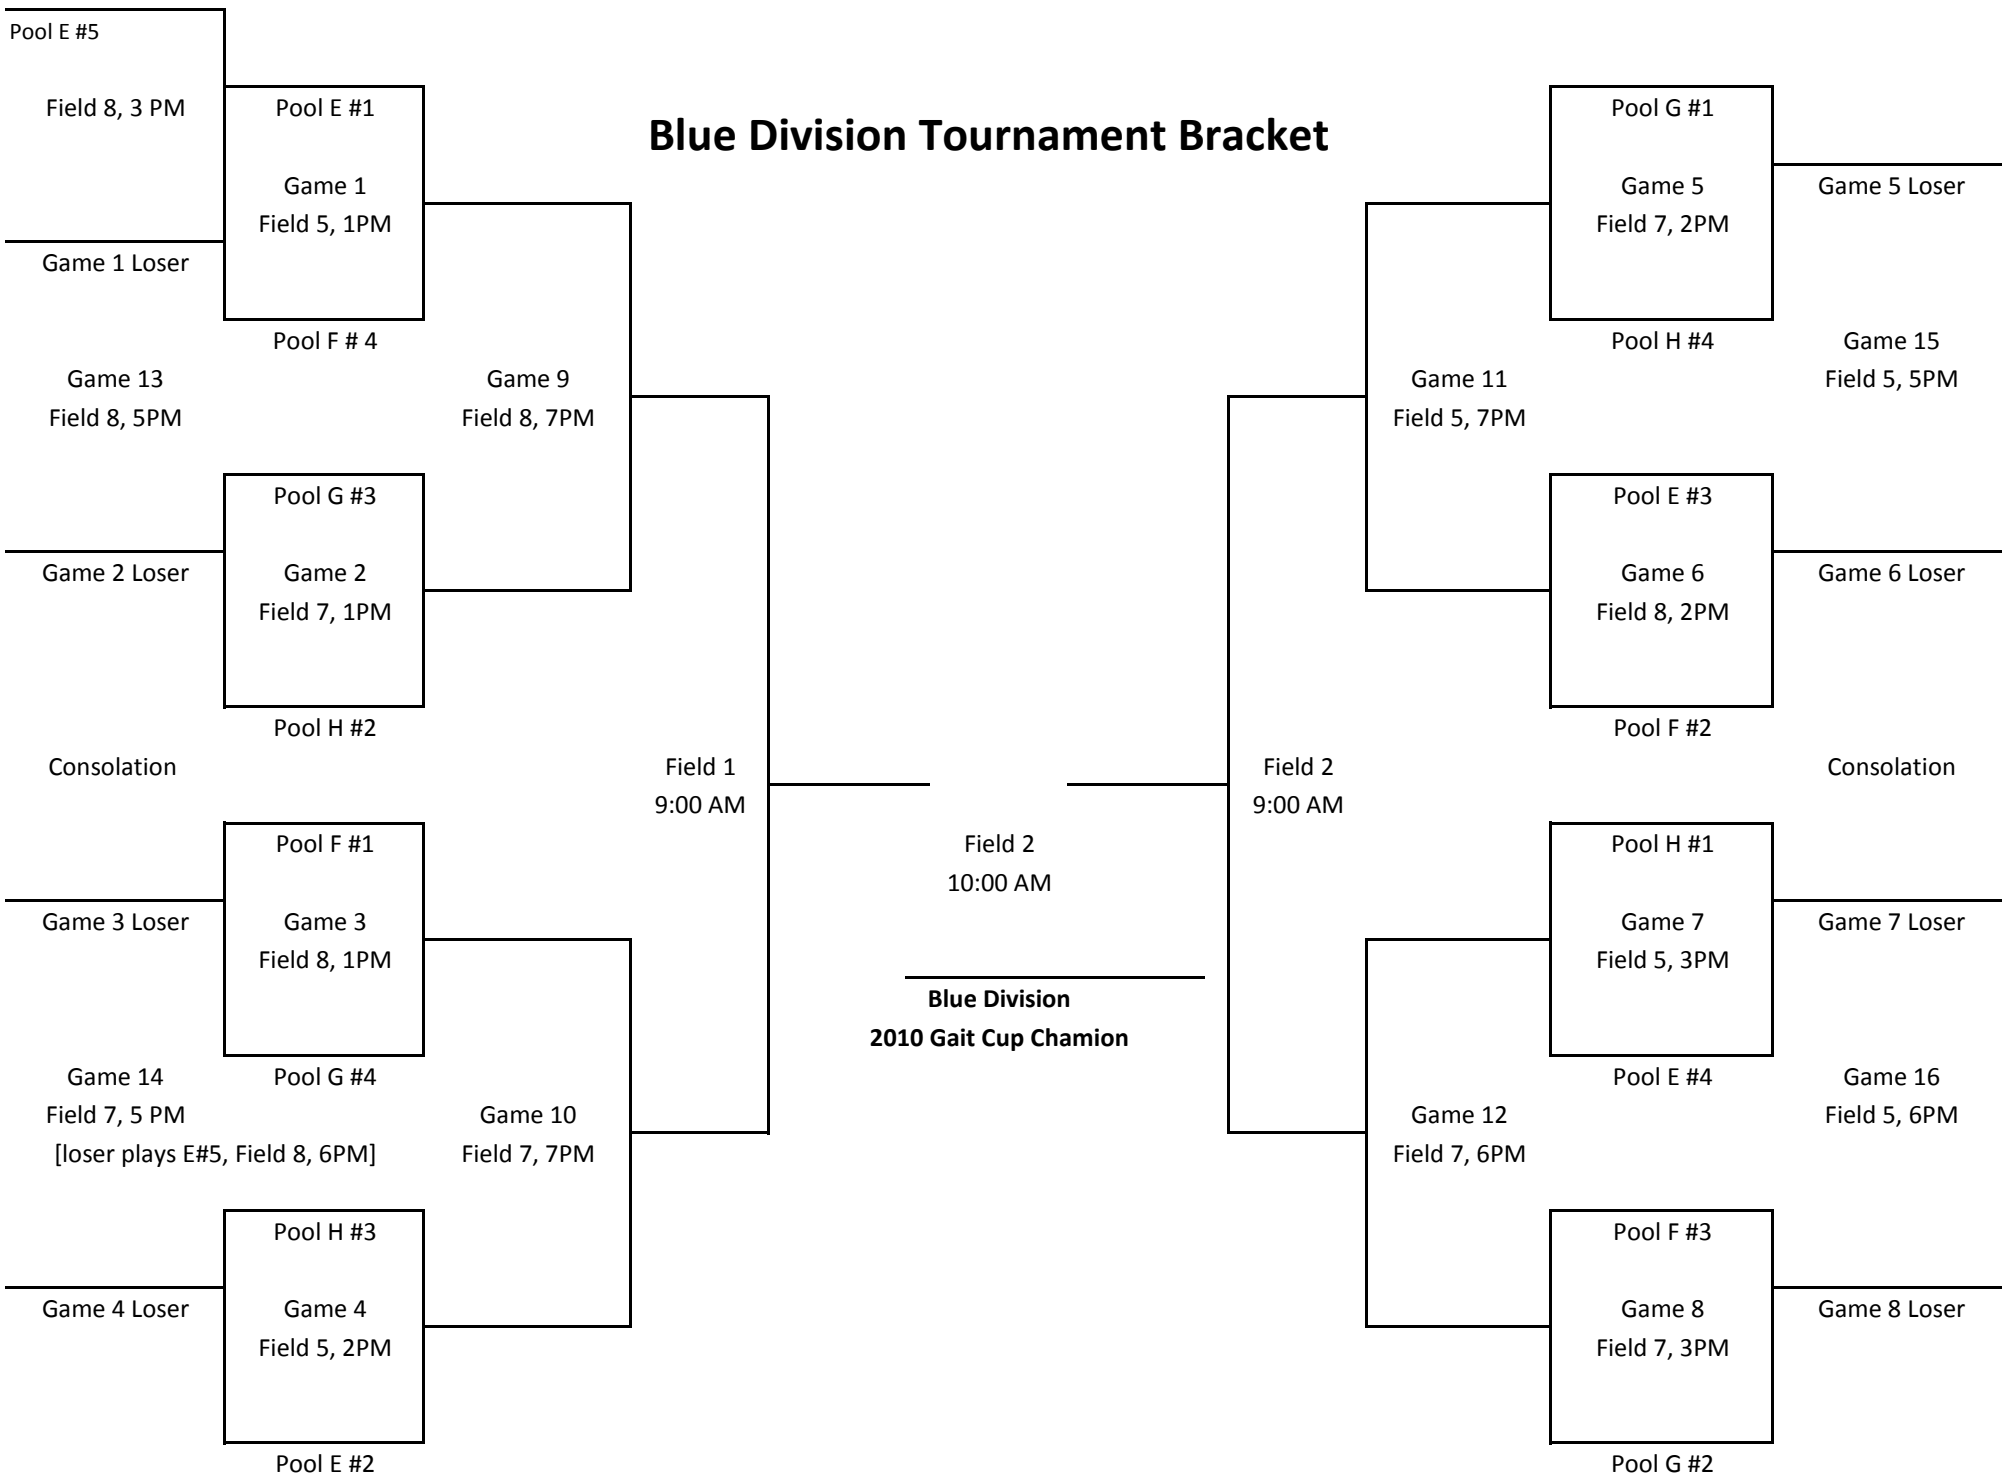 Pool E #5
Field 8, 3 PM
Pool E #1
Blue Division Tournament Bracket
Pool G #1
Game 1
Game 5
Game 5 Loser
Field 5, 1PM
Field 7, 2PM
Game 1 Loser
Pool F # 4
Pool H #4
Game 15
Game 13
Game 9
Game 11
Field 5, 5PM
Field 8, 5PM
Field 8, 7PM
Field 5, 7PM
Pool G #3
Pool E #3
Game 2 Loser
Game 2
Game 6
Game 6 Loser
Field 7, 1PM
Field 8, 2PM
Pool H #2
Pool F #2
Consolation
Field 1
Field 2
Consolation
9:00 AM
9:00 AM
Pool F #1
Field 2
Pool H #1
10:00 AM
Game 3 Loser
Game 3
Game 7
Game 7 Loser
Field 8, 1PM
Field 5, 3PM
Blue Division
2010 Gait Cup Chamion
Game 14
Pool G #4
Pool E #4
Game 16
Field 7, 5 PM
Game 10
Game 12
Field 5, 6PM
[loser plays E#5, Field 8, 6PM]
Field 7, 7PM
Field 7, 6PM
Pool H #3
Pool F #3
Game 4 Loser
Game 4
Game 8
Game 8 Loser
Field 5, 2PM
Field 7, 3PM
Pool E #2
Pool G #2